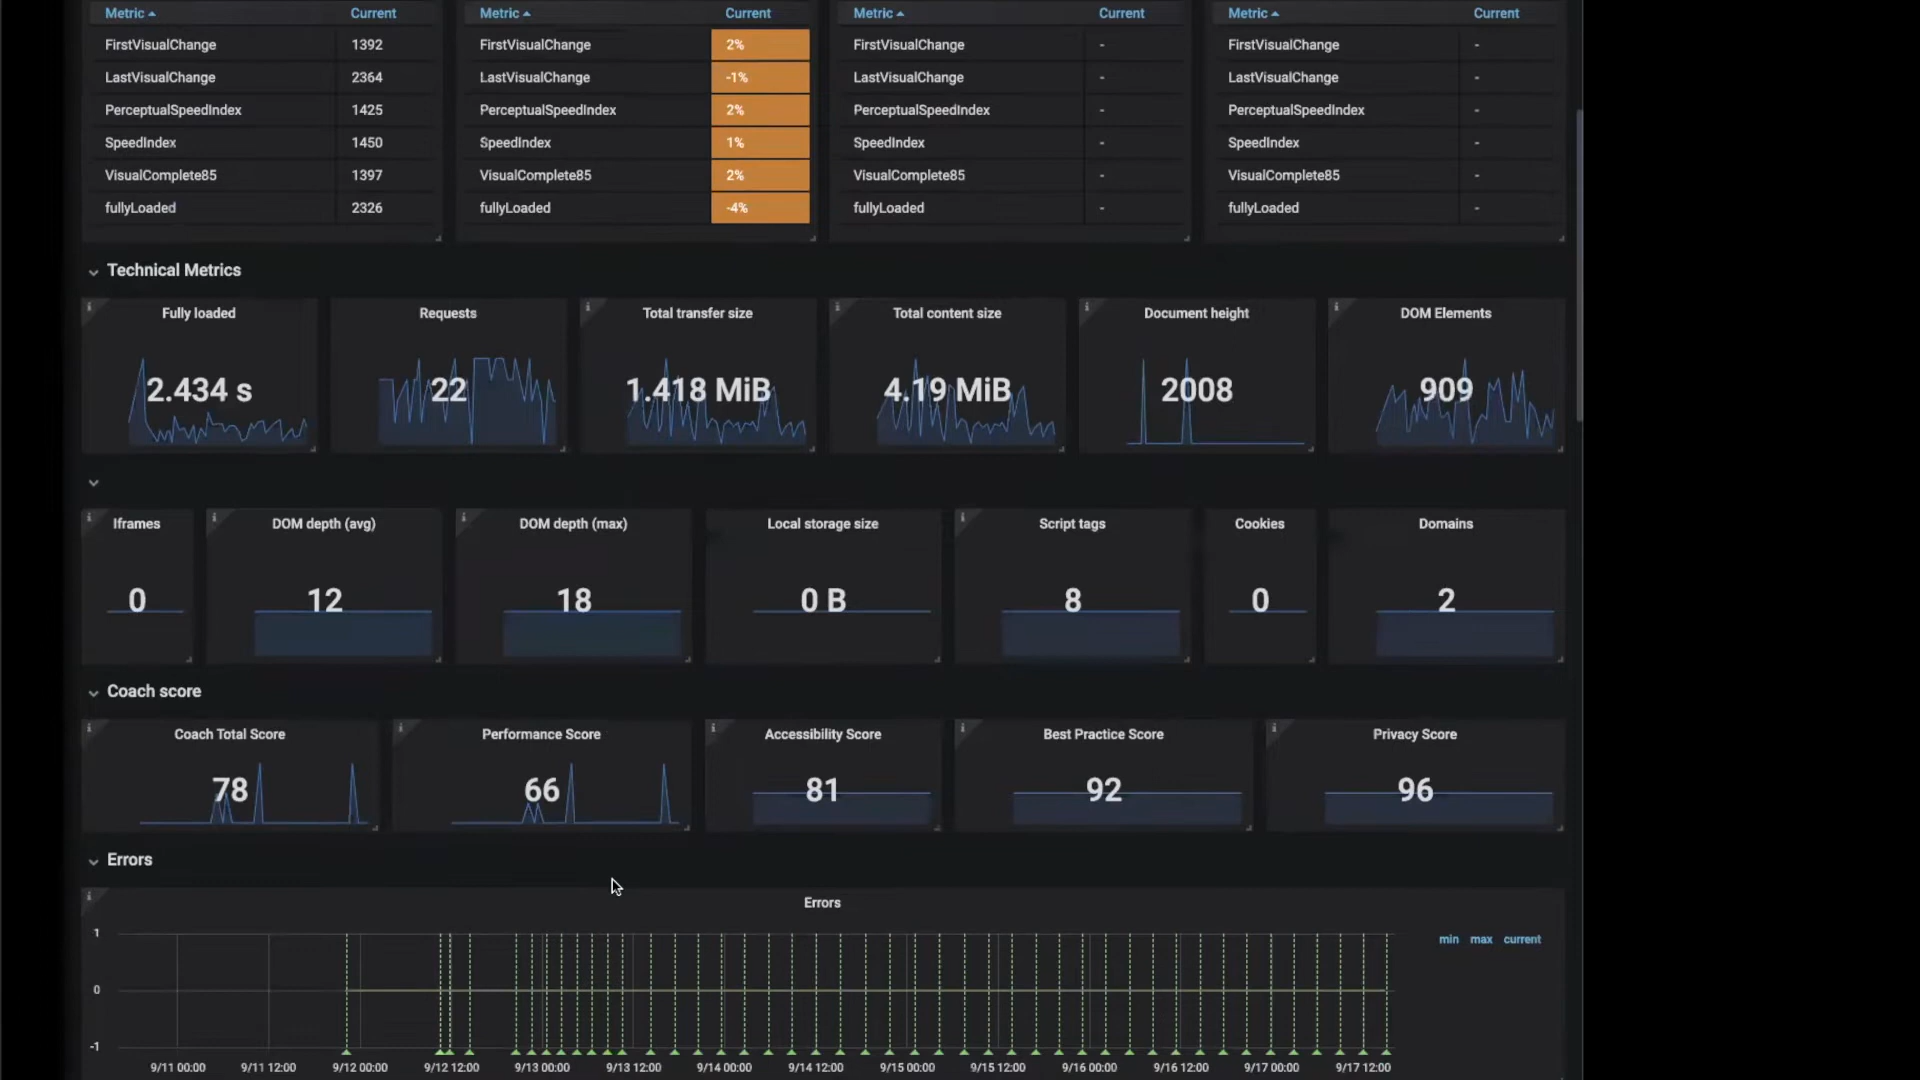 Metric Current Metric Current Metric Current Metric Current
FirstVisualChange 1392 FirstVisualChange 2% FirstVisualChange - FirstVisualChange -
LastVisualChange 2364 LastVisualChange -1% LastVisualChange - LastVisualChange -
PerceptualSpeedIndex 1425 PerceptualSpeedIndex 2% PerceptualSpeedIndex - PerceptualSpeedIndex -
SpeedIndex 1450 SpeedIndex 1% SpeedIndex - SpeedIndex -
VisualComplete85 1397 VisualComplete85 2% VisualComplete85 - VisualComplete85 -
fullyLoaded 2326 fullyLoaded -4% fullyLoaded - fullyLoaded -
Technical Metrics
Fully loaded Requests Total transfer size Total content size Document height DOM Elements
2.434 s 22 1.418 MiB 4.19 MiB 2008 909
Iframes DOM depth (avg) DOM depth (max) Local storage size Script tags Cookies Domains
0 12 18 0 B 8 0 2
Coach score
Coach Total Score Performance Score Accessibility Score Best Practice Score Privacy Score
78 66 81 92 96
Errors
Errors
1
min max current
0
-1
9/11 00:00 9/11 12:00 9/12 00:00 9/12 12:00 9/13 00:00 9/13 12:00 9/14 00:00 9/14 12:00 9/15 00:00 9/15 12:00 9/16 00:00 9/16 12:00 9/17 00:00 9/17 12:00